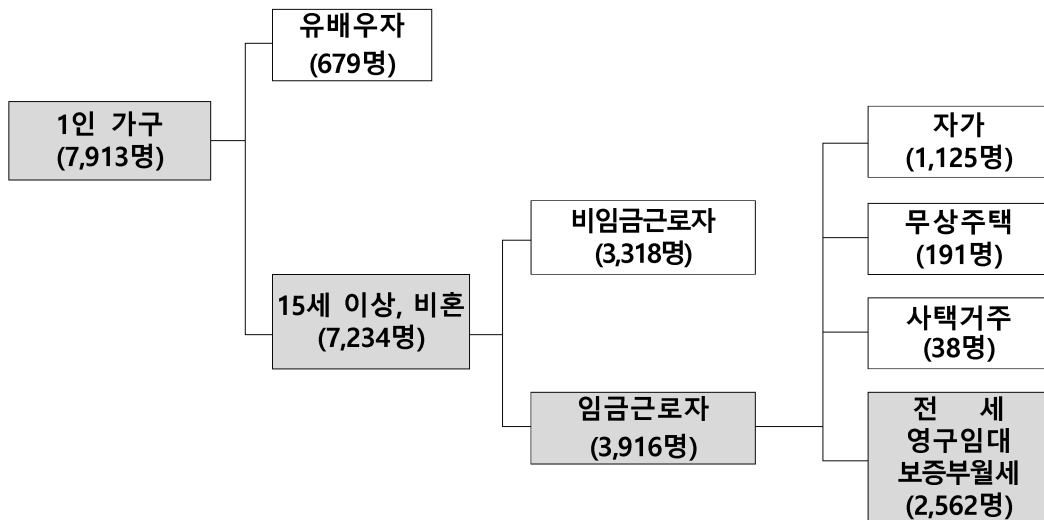 유배우자
(679명)
1인 가구
(7,913명)
자가
(1,125명)
비임금근로자
(3,318명)
무상주택
(191명)
15세 이상, 비혼
(7,234명)
사택거주
(38명)
임금근로자
(3,916명)
전 세
영구임대
보증부월세
(2,562명)